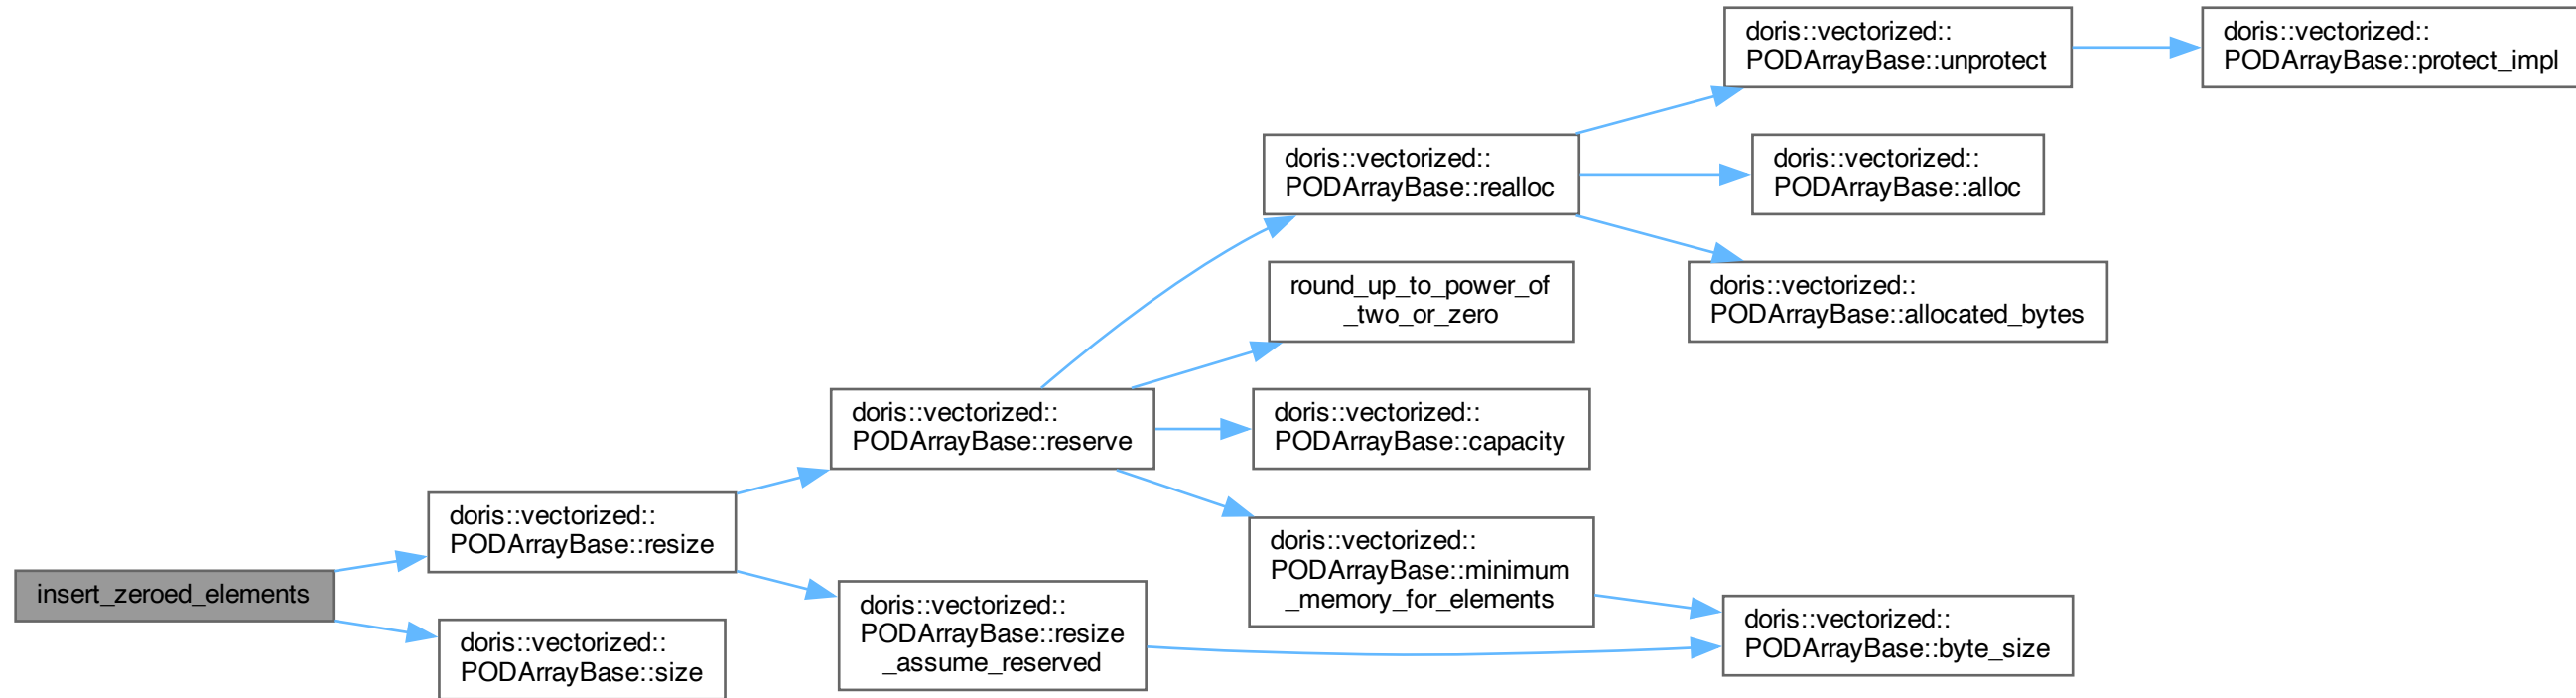 doris::vectorized::
PODArrayBase::unprotect
doris::vectorized::
PODArrayBase::protect_impl
doris::vectorized::
PODArrayBase::realloc
doris::vectorized::
PODArrayBase::alloc
round_up_to_power_of
_two_or_zero
doris::vectorized::
PODArrayBase::allocated_bytes
doris::vectorized::
PODArrayBase::reserve
doris::vectorized::
PODArrayBase::capacity
doris::vectorized::
PODArrayBase::resize
doris::vectorized::
PODArrayBase::minimum
_memory_for_elements
insert_zeroed_elements
doris::vectorized::
PODArrayBase::resize
_assume_reserved
doris::vectorized::
PODArrayBase::byte_size
doris::vectorized::
PODArrayBase::size